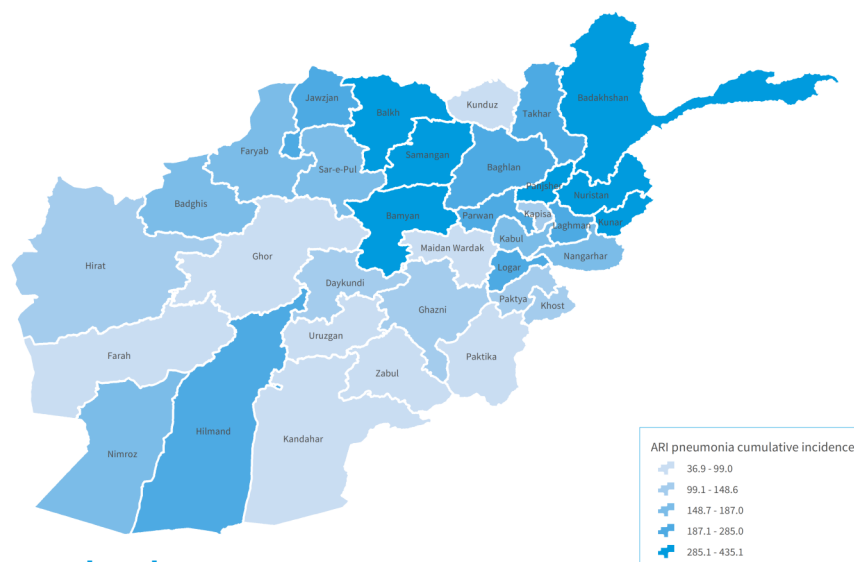 Badakhshan
Jawzjan
Balkh
Kunduz
Takhar
Faryab
Samangan
Sar-e-Pul
Baghlan
Panjsher
Nuristan
Badghis
Bamyan
Parwan
Kapisa
Kunar
Laghman
Kabul
Maidan Wardak
Ghor
Nangarhar
Hirat
Logar
Daykundi
Paktya
Khost
Ghazni
Uruzgan
Farah
Paktika
Zabul
Hilmand
Kandahar
Nimroz
ARI pneumonia cumulative incidence
36.9 - 99.0
99.1 - 148.6
148.7 - 187.0
187.1 - 285.0
285.1 - 435.1